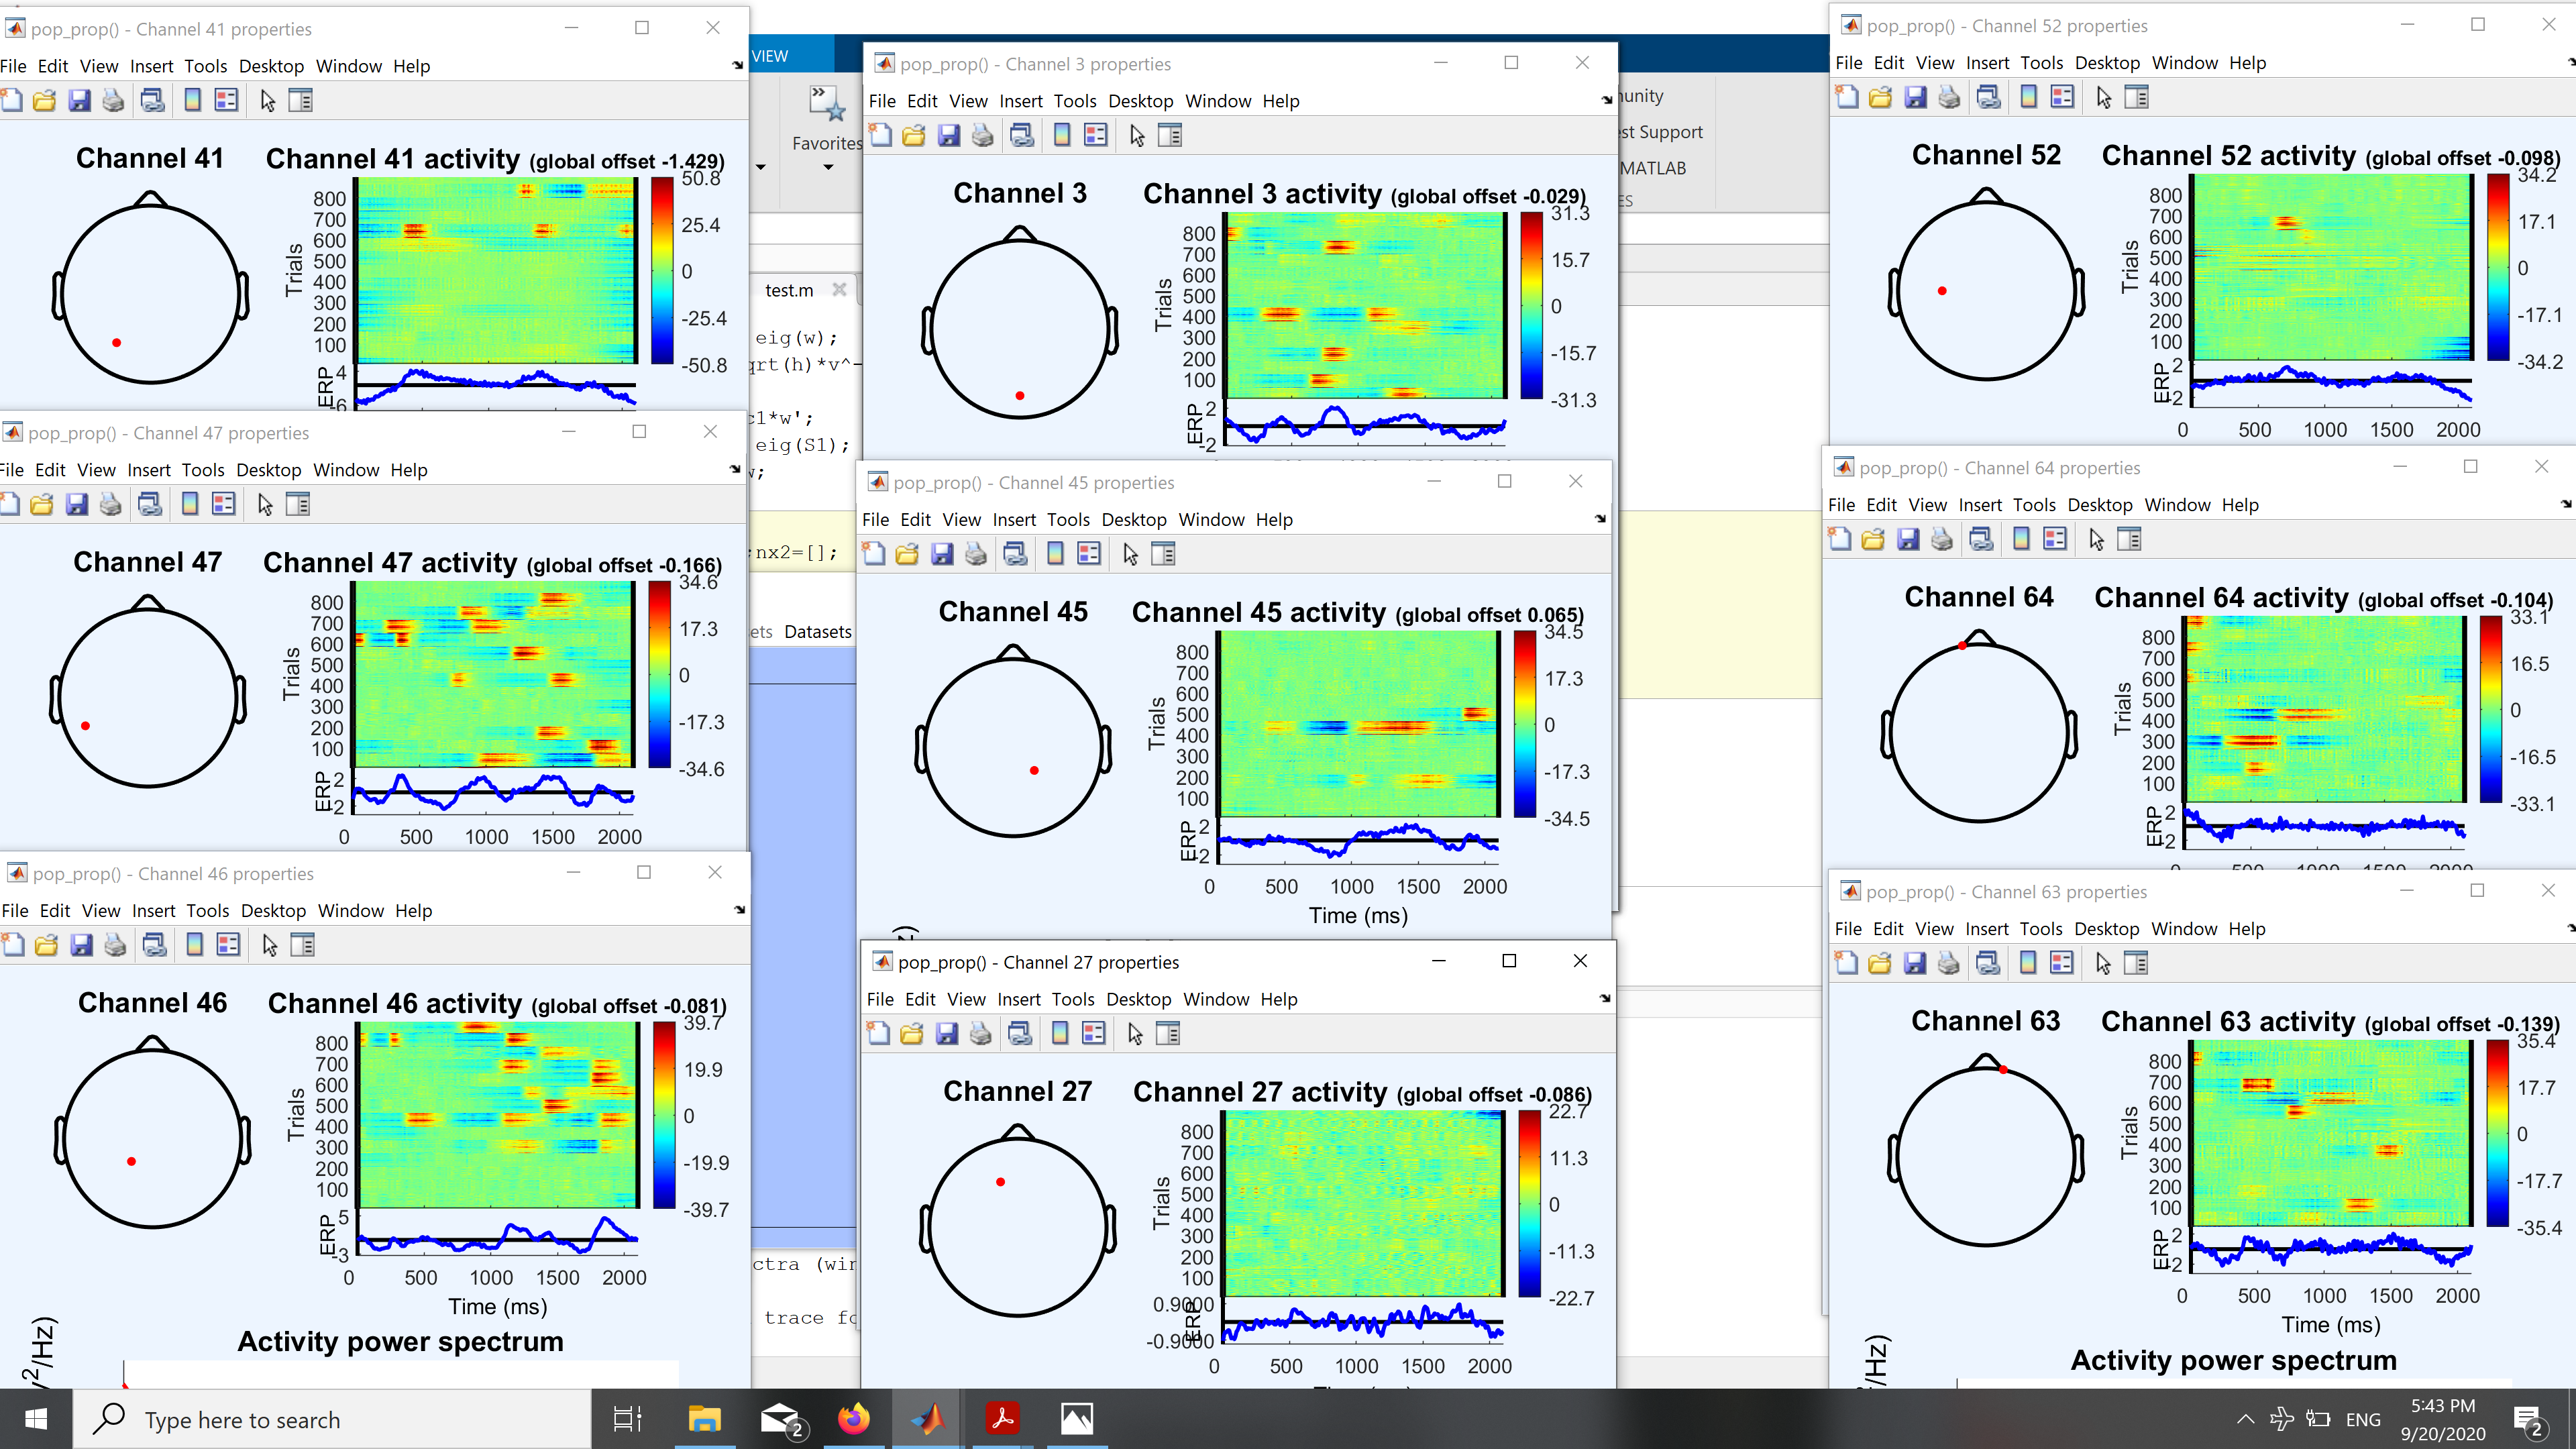 pop_prop() - Channel 41 properties
File Edit View Insert Tools Desktop Window Help
Channel 41
Channel 41 activity (global offset -1.429)
Trials
800
700
600
500
400
300
200
100
50.8
25.4
0
-25.4
-50.8
ERP
4
-6
pop_prop() - Channel 47 properties
File Edit View Insert Tools Desktop Window Help
Channel 47
Channel 47 activity (global offset -0.166)
Trials
800
700
600
500
400
300
200
100
34.6
17.3
0
-17.3
-34.6
ERP
2
-2
0 500 1000 1500 2000
pop_prop() - Channel 46 properties
File Edit View Insert Tools Desktop Window Help
Channel 46
Channel 46 activity (global offset -0.081)
Trials
800
700
600
500
400
300
200
100
39.7
19.9
0
-19.9
-39.7
ERP
5
-3
0 500 1000 1500 2000
Time (ms)
Activity power spectrum
VIEW
Favorites
test.m
eig(w);
qrt(h)*v^-
c1*w';
eig(S1);
;nx2=[];
ets Datasets
ctra (win
trace fo
pop_prop() - Channel 3 properties
File Edit View Insert Tools Desktop Window Help
Channel 3
Channel 3 activity (global offset -0.029)
Trials
800
700
600
500
400
300
200
100
31.3
15.7
0
-15.7
-31.3
ERP
2
-2
pop_prop() - Channel 45 properties
File Edit View Insert Tools Desktop Window Help
Channel 45
Channel 45 activity (global offset 0.065)
Trials
800
700
600
500
400
300
200
100
34.5
17.3
0
-17.3
-34.5
ERP
2
-2
0 500 1000 1500 2000
Time (ms)
pop_prop() - Channel 27 properties
File Edit View Insert Tools Desktop Window Help
Channel 27
Channel 27 activity (global offset -0.086)
Trials
800
700
600
500
400
300
200
100
22.7
11.3
0
-11.3
-22.7
ERP
0.9000
-0.9000
0 500 1000 1500 2000
unity
est Support
MATLAB
ES
pop_prop() - Channel 52 properties
File Edit View Insert Tools Desktop Window Help
Channel 52
Channel 52 activity (global offset -0.098)
Trials
800
700
600
500
400
300
200
100
34.2
17.1
0
-17.1
-34.2
ERP
2
-2
0 500 1000 1500 2000
pop_prop() - Channel 64 properties
File Edit View Insert Tools Desktop Window Help
Channel 64
Channel 64 activity (global offset -0.104)
Trials
800
700
600
500
400
300
200
100
33.1
16.5
0
-16.5
-33.1
ERP
2
-2
pop_prop() - Channel 63 properties
File Edit View Insert Tools Desktop Window Help
Channel 63
Channel 63 activity (global offset -0.139)
Trials
800
700
600
500
400
300
200
100
35.4
17.7
0
-17.7
-35.4
ERP
2
-2
0 500 1000 1500 2000
Time (ms)
Activity power spectrum
Type here to search
2
ENG
5:43 PM
9/20/2020
2